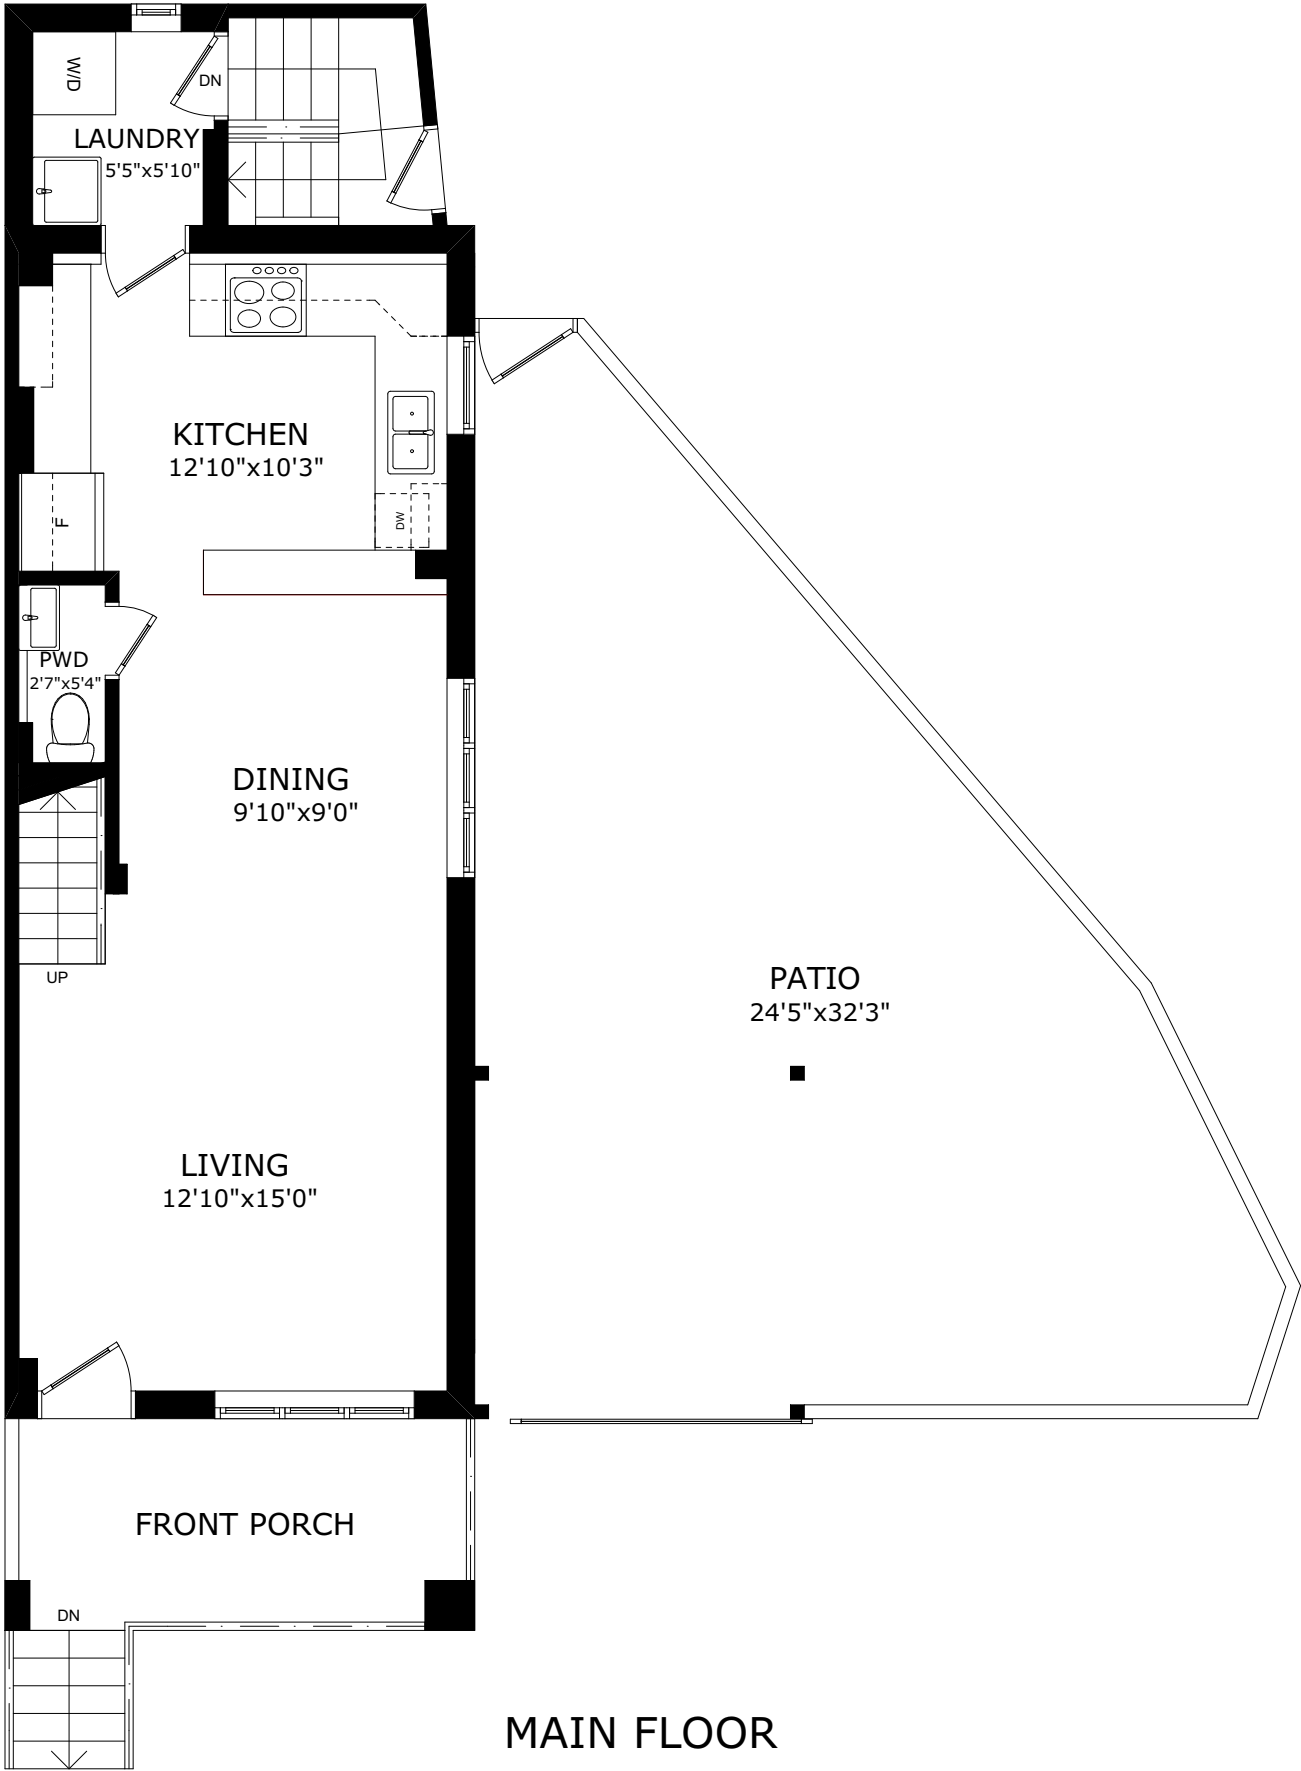 W/D
DN
LAUNDRY
5'5"x5'10"
KITCHEN
12'10"x10'3"
F
DW
PWD
2'7"x5'4"
DINING
9'10"x9'0"
UP
PATIO
24'5"x32'3"
LIVING
12'10"x15'0"
FRONT PORCH
DN
MAIN FLOOR